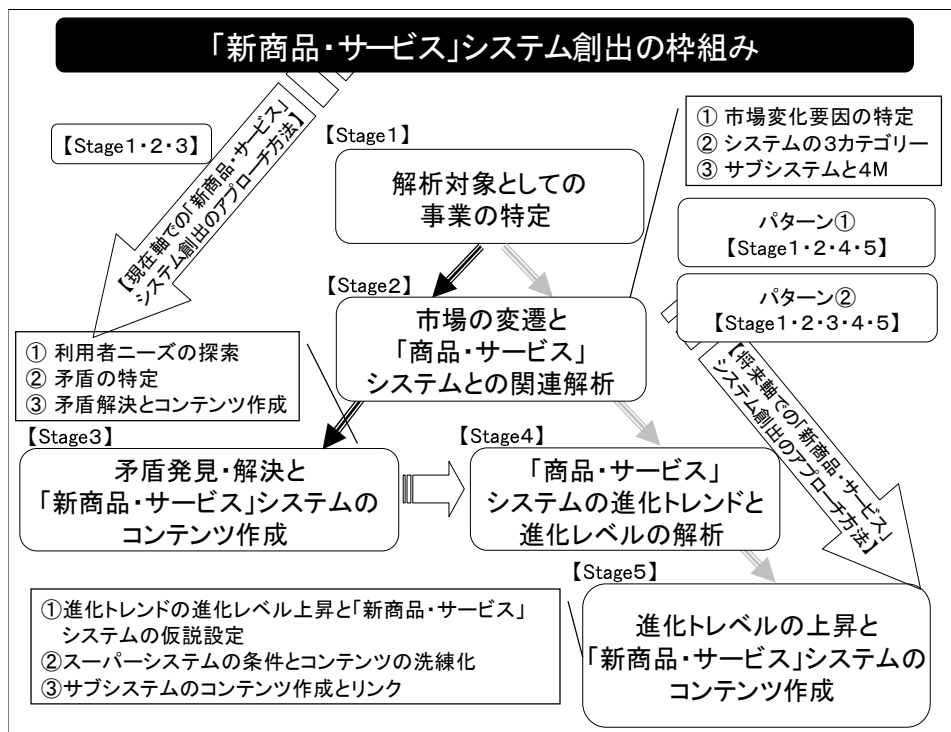 「新商品・サービス」システム創出の枠組み
【Stage1・2・3】
【現在軸での「新商品・サービス」
システム創出のアプローチ方法】
【Stage1】
解析対象としての
事業の特定
① 市場変化要因の特定
② システムの3カテゴリー
③ サブシステムと4M
パターン①
【Stage1・2・4・5】
パターン②
【Stage1・2・3・4・5】
【Stage2】
市場の変遷と
「商品・サービス」
システムとの関連解析
【将来軸での「新商品・サービス」
システム創出のアプローチ方法】
① 利用者ニーズの探索
② 矛盾の特定
③ 矛盾解決とコンテンツ作成
【Stage3】
矛盾発見・解決と
「新商品・サービス」システムの
コンテンツ作成
【Stage4】
「商品・サービス」
システムの進化トレンドと
進化レベルの解析
【Stage5】
進化トレベルの上昇と
「新商品・サービス」システムの
コンテンツ作成
①進化トレンドの進化レベル上昇と「新商品・サービス」
システムの仮説設定
②スーパーシステムの条件とコンテンツの洗練化
③サブシステムのコンテンツ作成とリンク